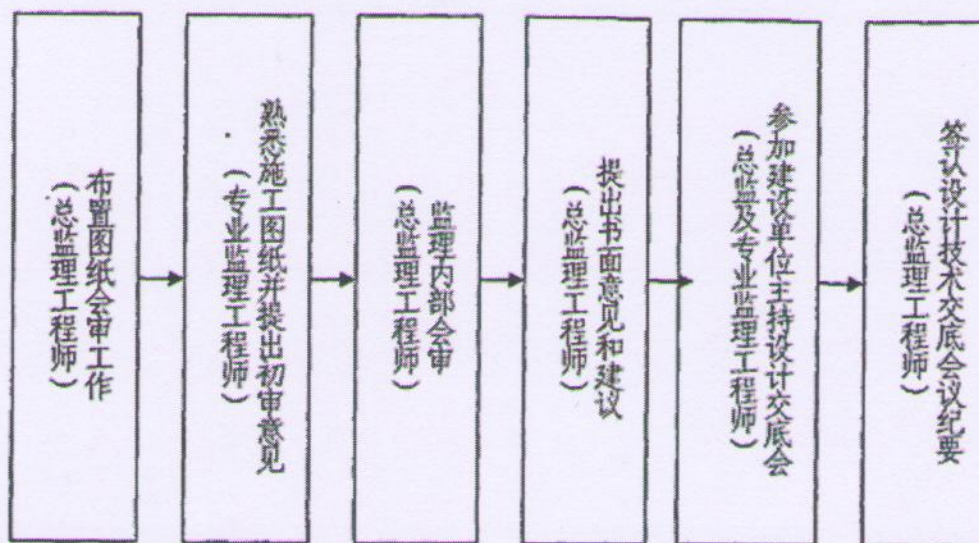 布置图纸会审工作
(总监理工程师)
熟悉施工图纸并提出初审意见
(专业监理工程师)
监理内部会审
(总监理工程师)
提出书面意见和建议
(总监理工程师)
参加建设单位主持设计交底会
(总监及专业监理工程师)
签认设计技术交底会议纪要
(总监理工程师)